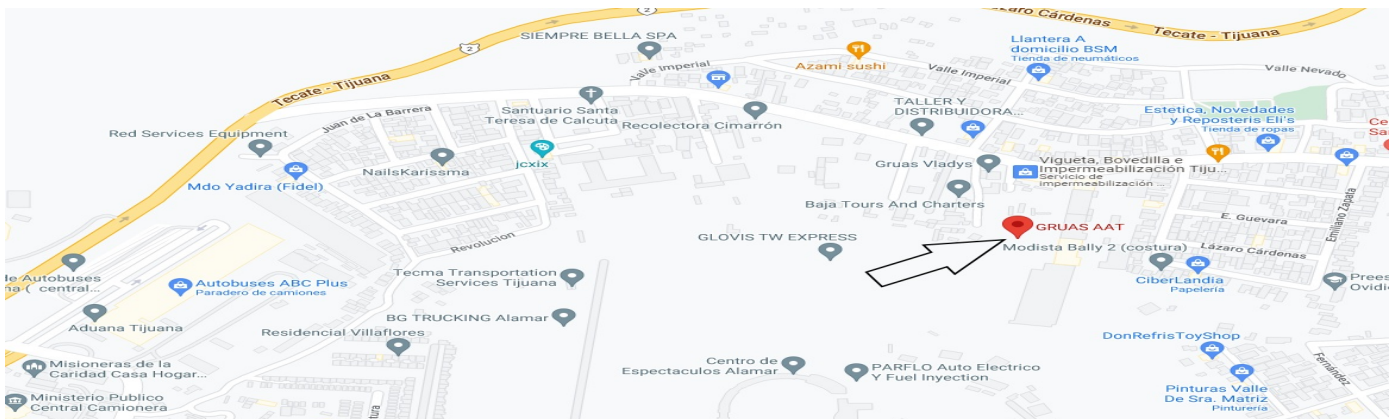 2
Lázaro Cárdenas
Tecate - Tijuana
SIEMPRE BELLA SPA
2
Llantera A
domicilio BSM
Tienda de neumáticos
Azami sushi
Valle Imperial
Valle Imperial
Valle Nevado
Tecate - Tijuana
Santuario Santa
Teresa de Calcuta
Recolectora Cimarrón
TALLER Y
DISTRIBUIDORA...
Estetica, Novedades
y Reposteris Eli's
Tienda de ropas
Juan de La Barrera
Red Services Equipment
jcxix
NailsKarissma
Mdo Yadira (Fidel)
Gruas Vladys
Vigueta, Bovedilla e
Impermeabilización Tiju...
Servicio de
impermeabilización ...
Baja Tours And Charters
Emiliano Zapata
E. Guevara
GRUAS AAT
Revolucion
GLOVIS TW EXPRESS
Modista Bally 2 (costura)
Lázaro Cárdenas
Tecma Transportation
Services Tijuana
Autobuses ABC Plus
Paradero de camiones
CiberLandia
Papelería
BG TRUCKING Alamar
Aduana Tijuana
Residencial Villaflores
DonRefrisToyShop
Centro de
Espectaculos Alamar
PARFLO Auto Electrico
Y Fuel Inyection
Misioneras de la
Caridad Casa Hogar...
Fernández
Pinturas Valle
De Sra. Matriz
Pinturería
Ministerio Publico
Central Camionera